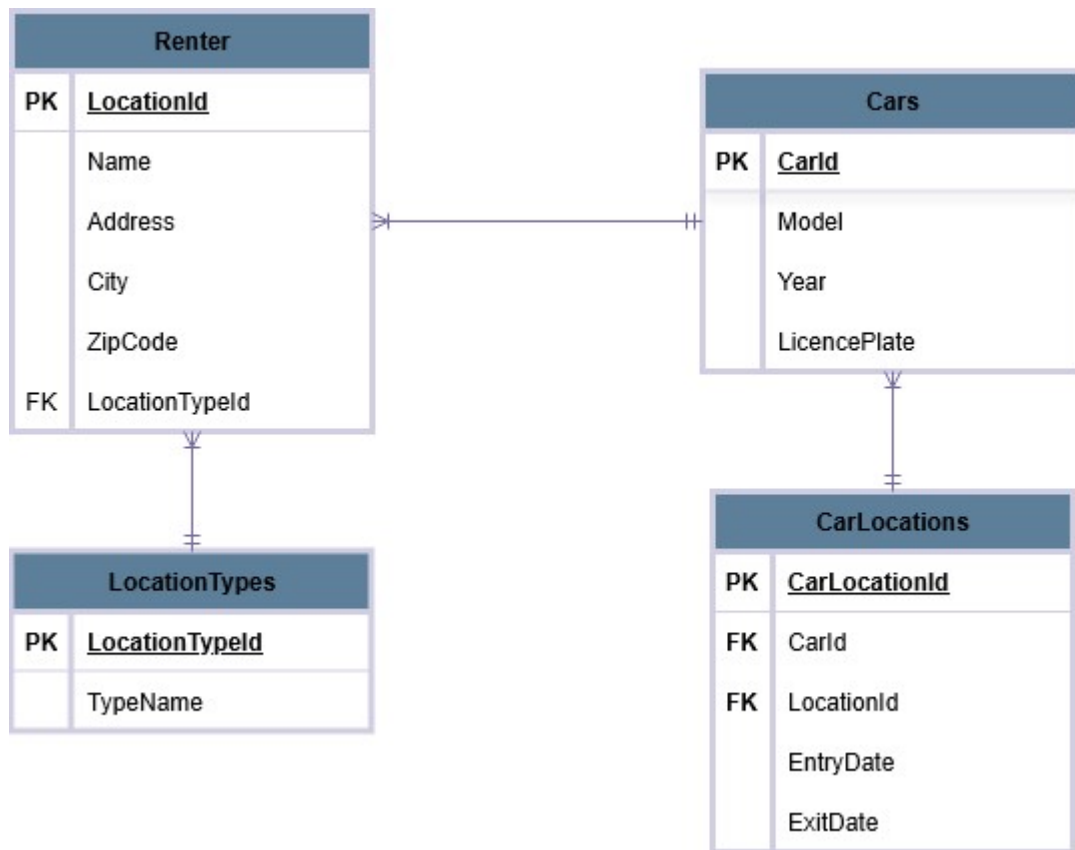 Renter
PK LocationId
Name
Address
City
ZipCode
FK LocationTypeId
Cars
PK CarId
Model
Year
LicencePlate
LocationTypes
PK LocationTypeId
TypeName
CarLocations
PK CarLocationId
FK CarId
FK LocationId
EntryDate
ExitDate